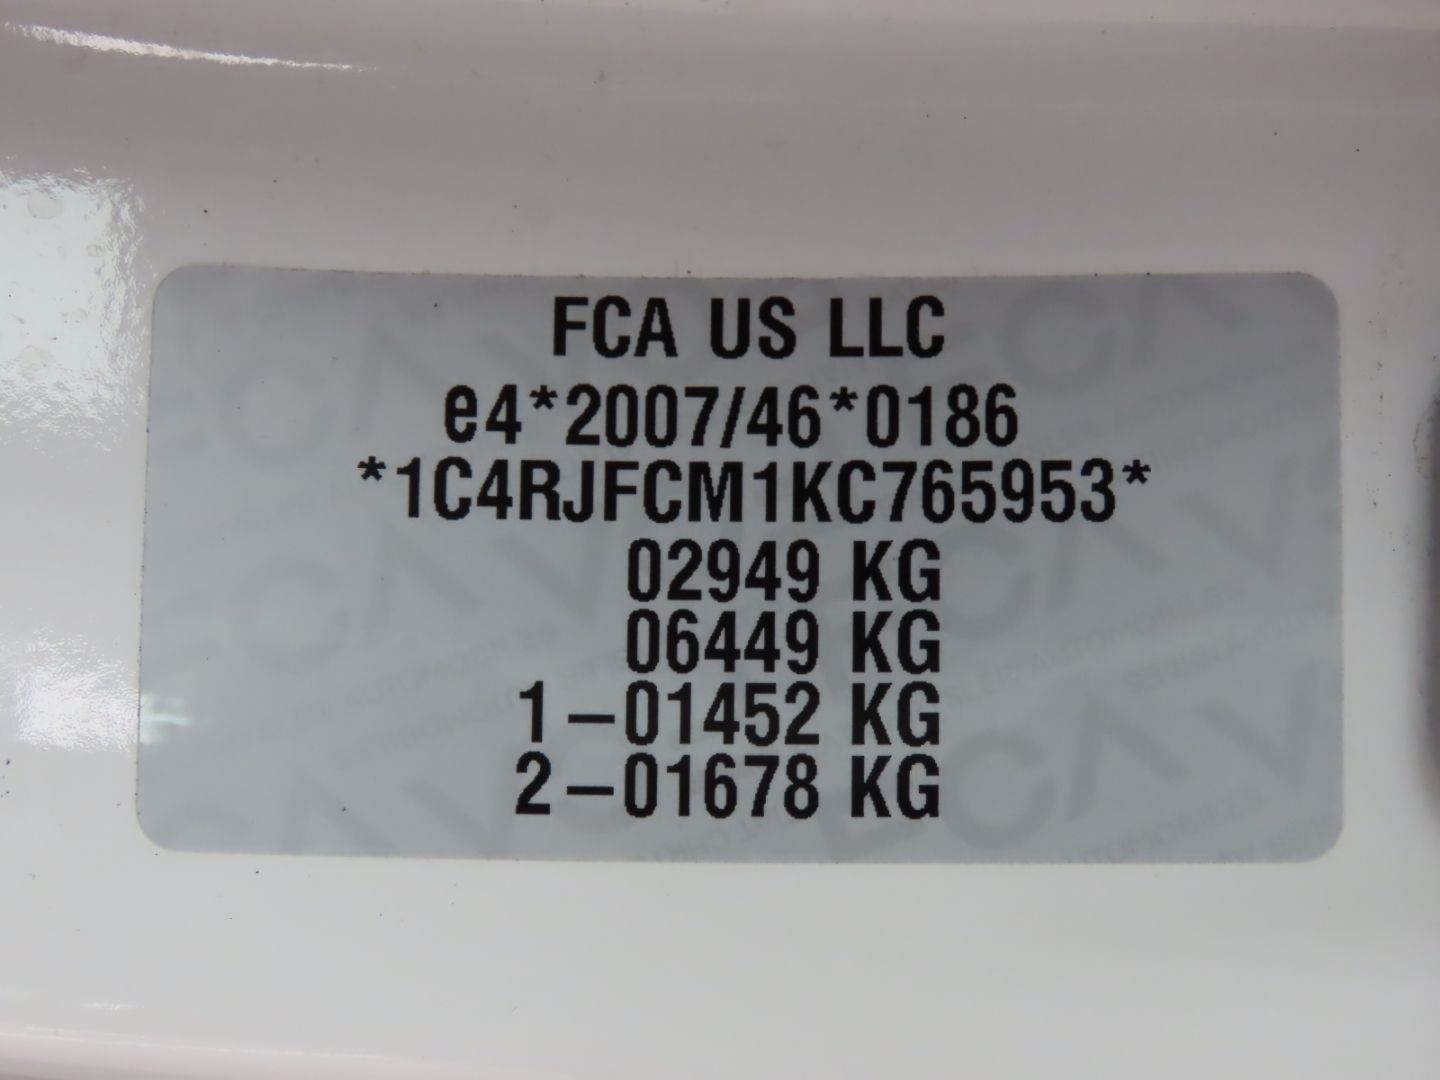 FCA US LLC
e4*2007/46*0186
*1C4RJFCM1KC765953*
02949 KG
06449 KG
1-01452 KG
2-01678 KG